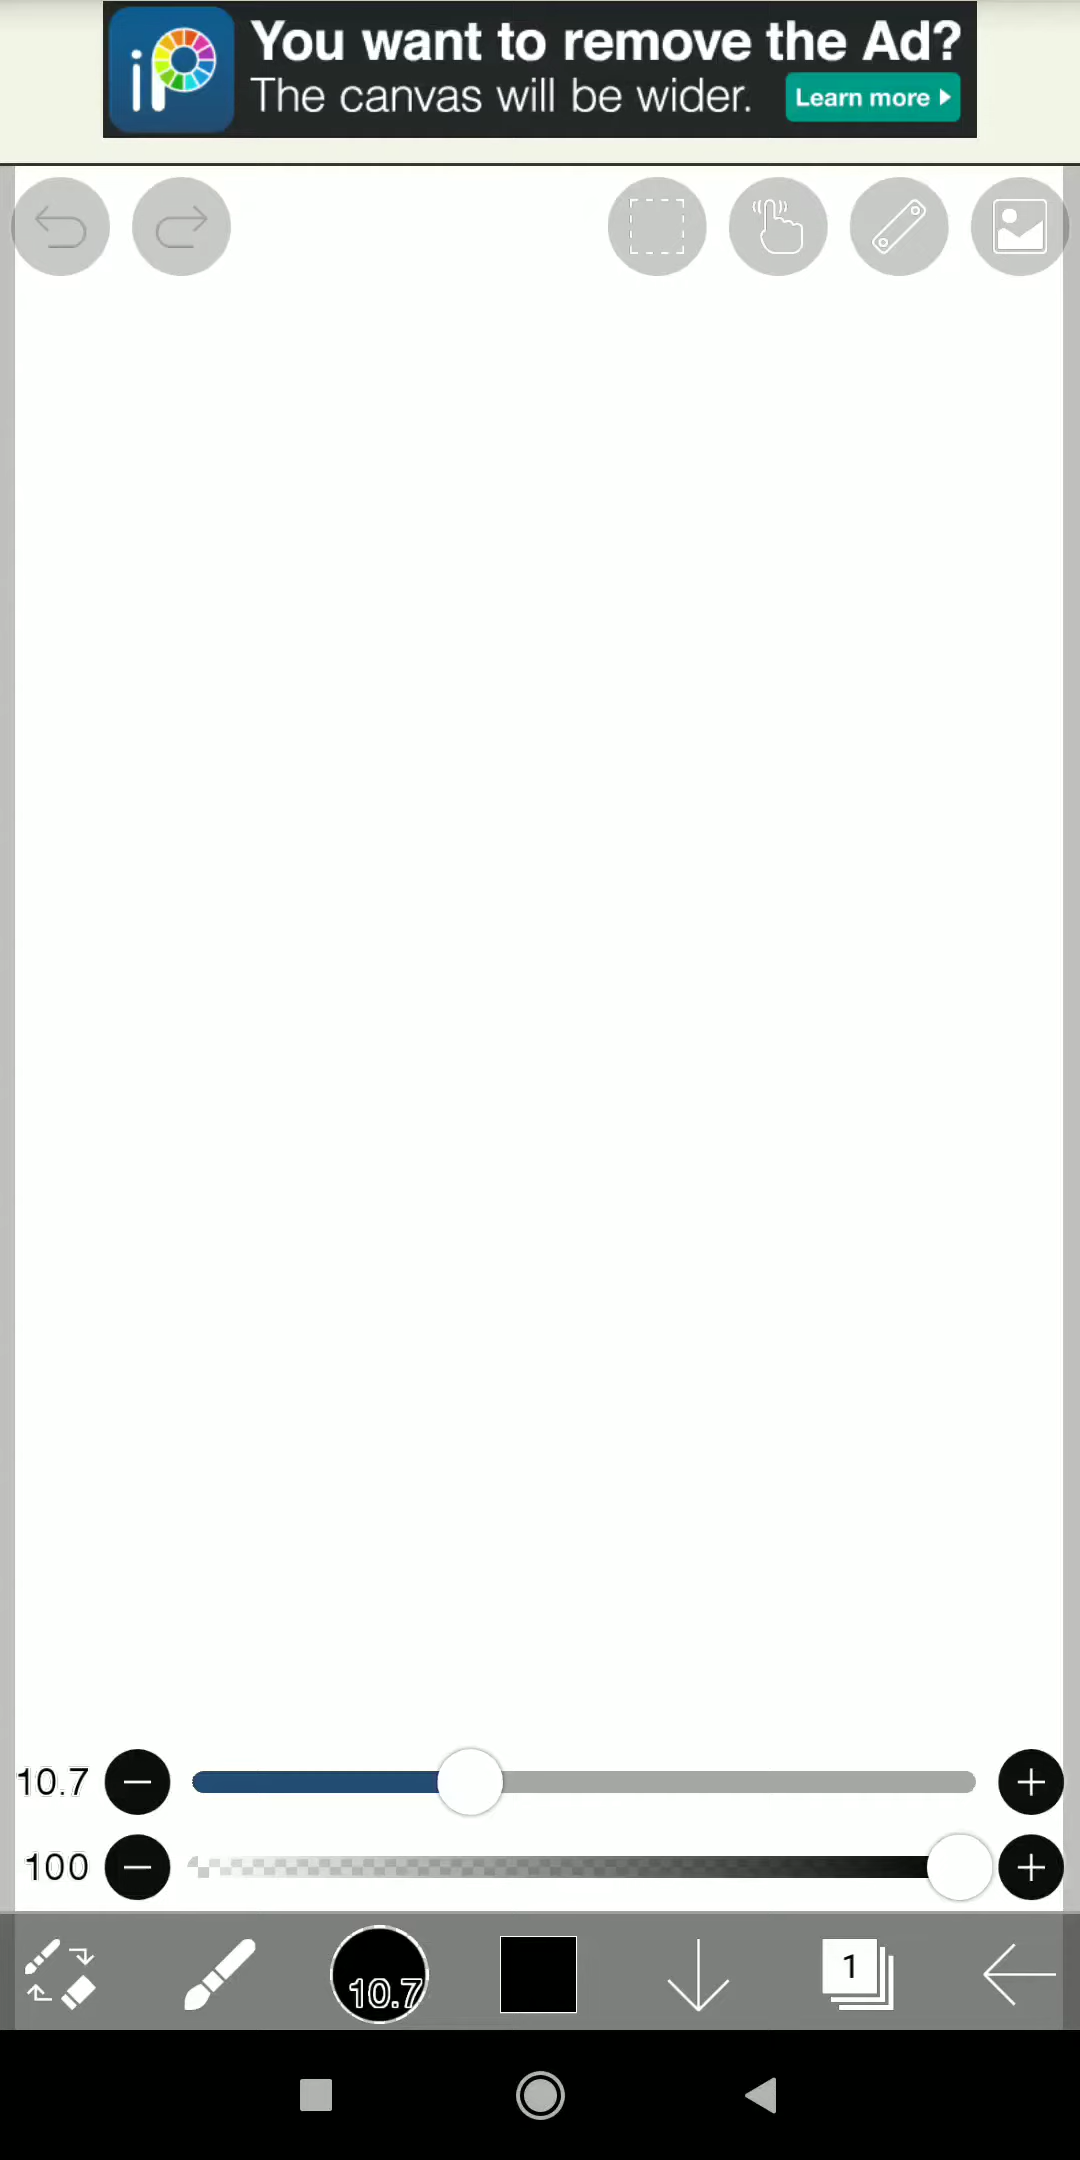 iP
You want to remove the Ad?
The canvas will be wider.
Learn more
10.7
100
10.7
1